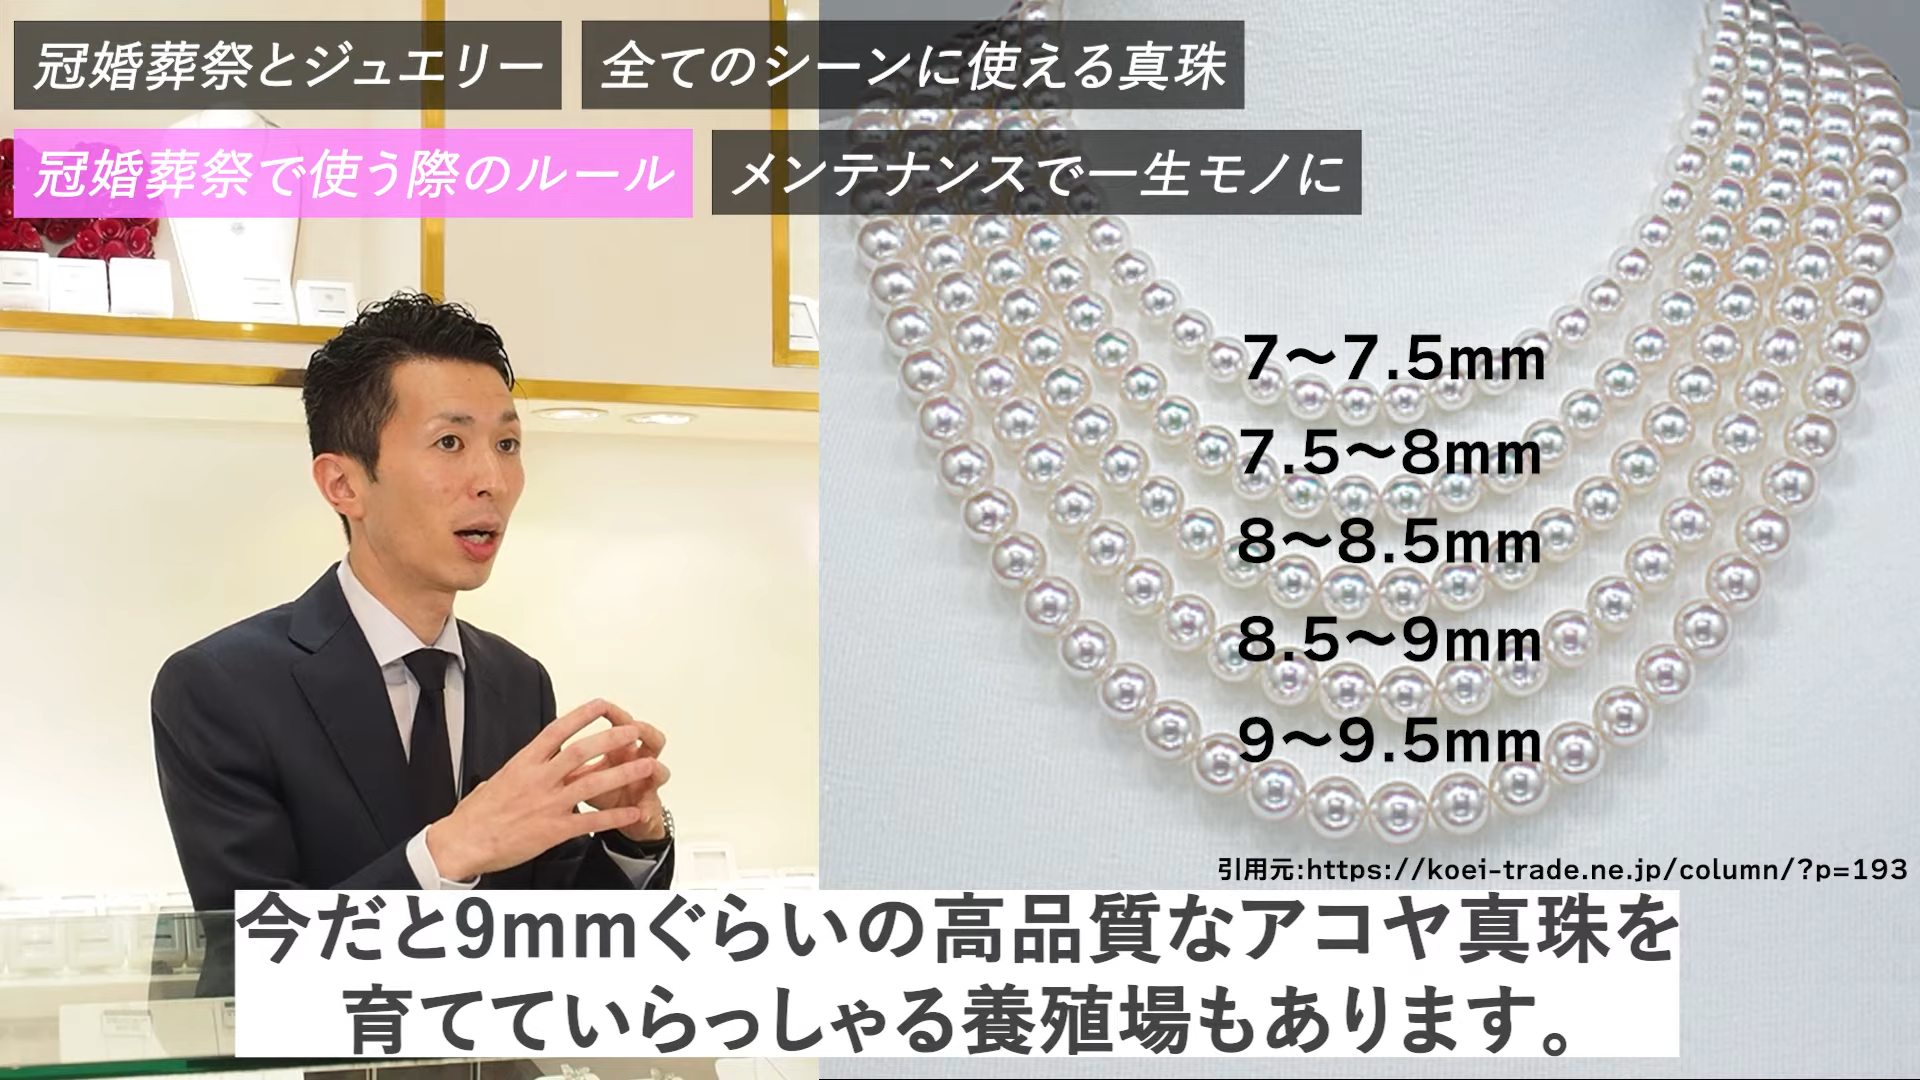 冠婚葬祭とジュエリー
全てのシーンに使える真珠
冠婚葬祭で使う際のルール
メンテナンスで一生モノに
7〜7.5mm
7.5〜8mm
8〜8.5mm
8.5〜9mm
9〜9.5mm
引用元:https://koei-trade.ne.jp/column/?p=193
今だと9mmぐらいの高品質なアコヤ真珠を
育てていらっしゃる養殖場もあります。